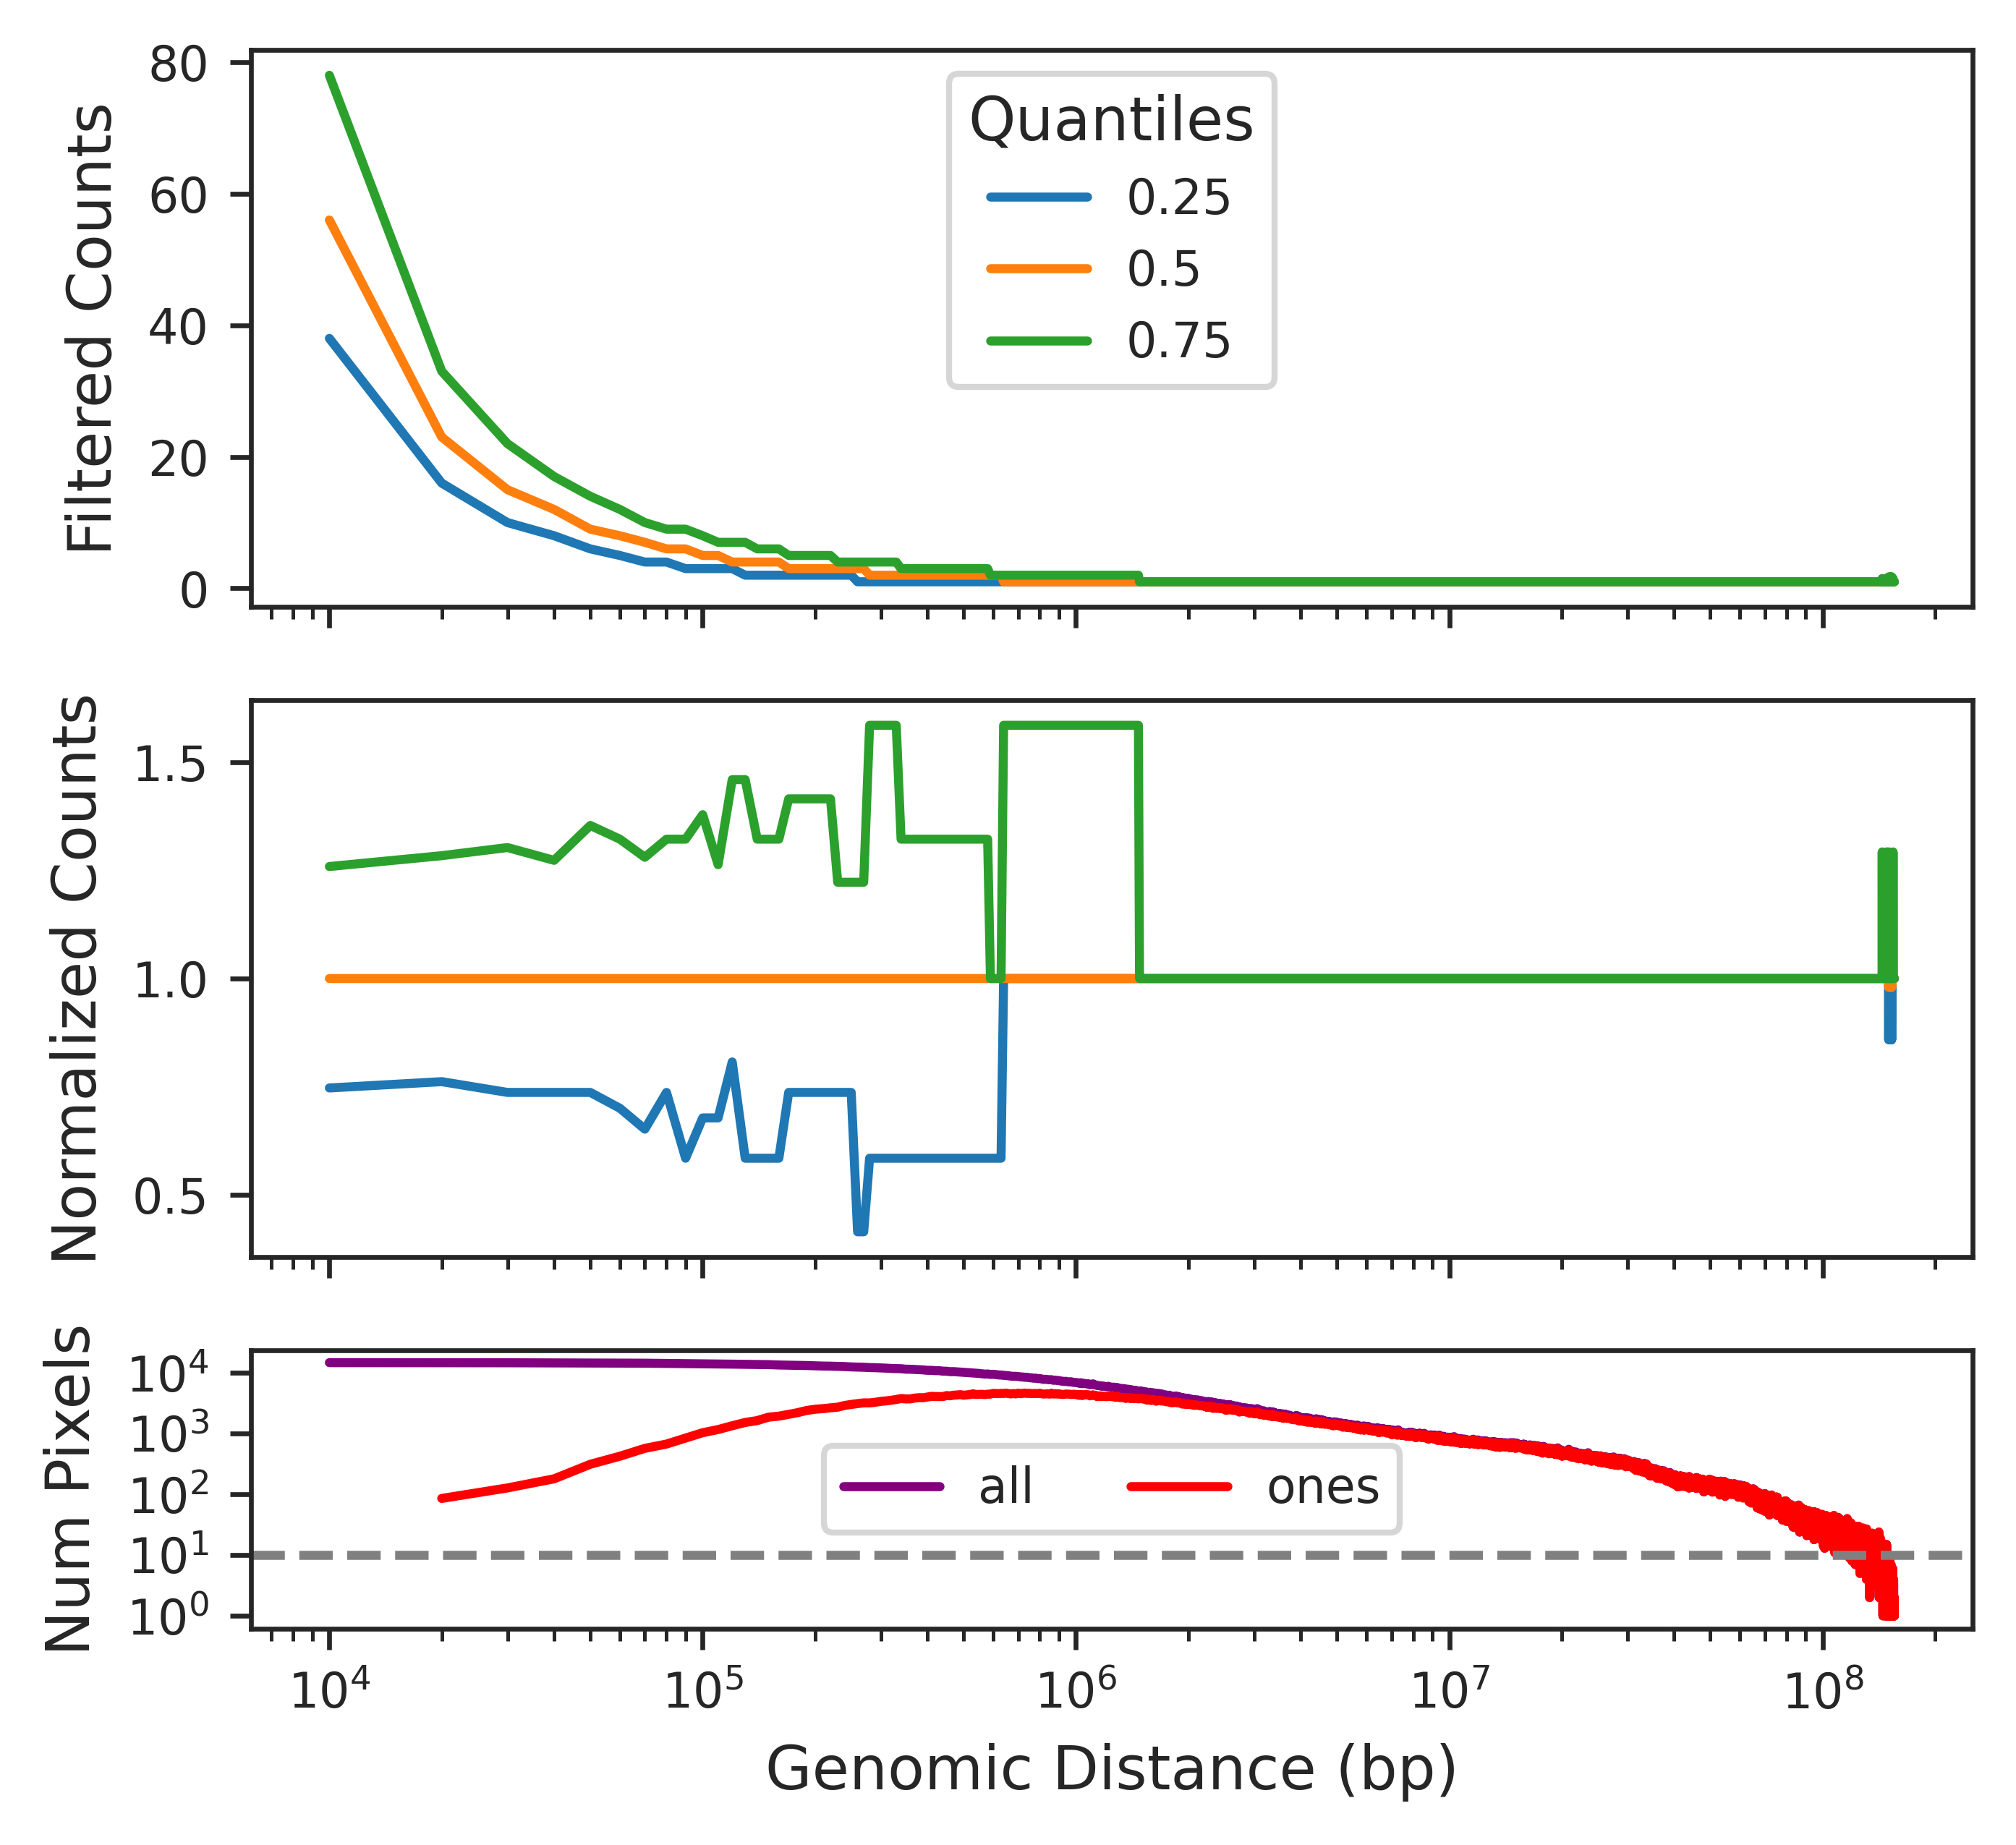 Filtered Counts
80
60
40
20
0
Quantiles
0.25
0.5
0.75
Normalized Counts
1.5
1.0
0.5
Num Pixels
10⁴
10³
10²
10¹
10⁰
all ones
10⁴ 10⁵ 10⁶ 10⁷ 10⁸
Genomic Distance (bp)